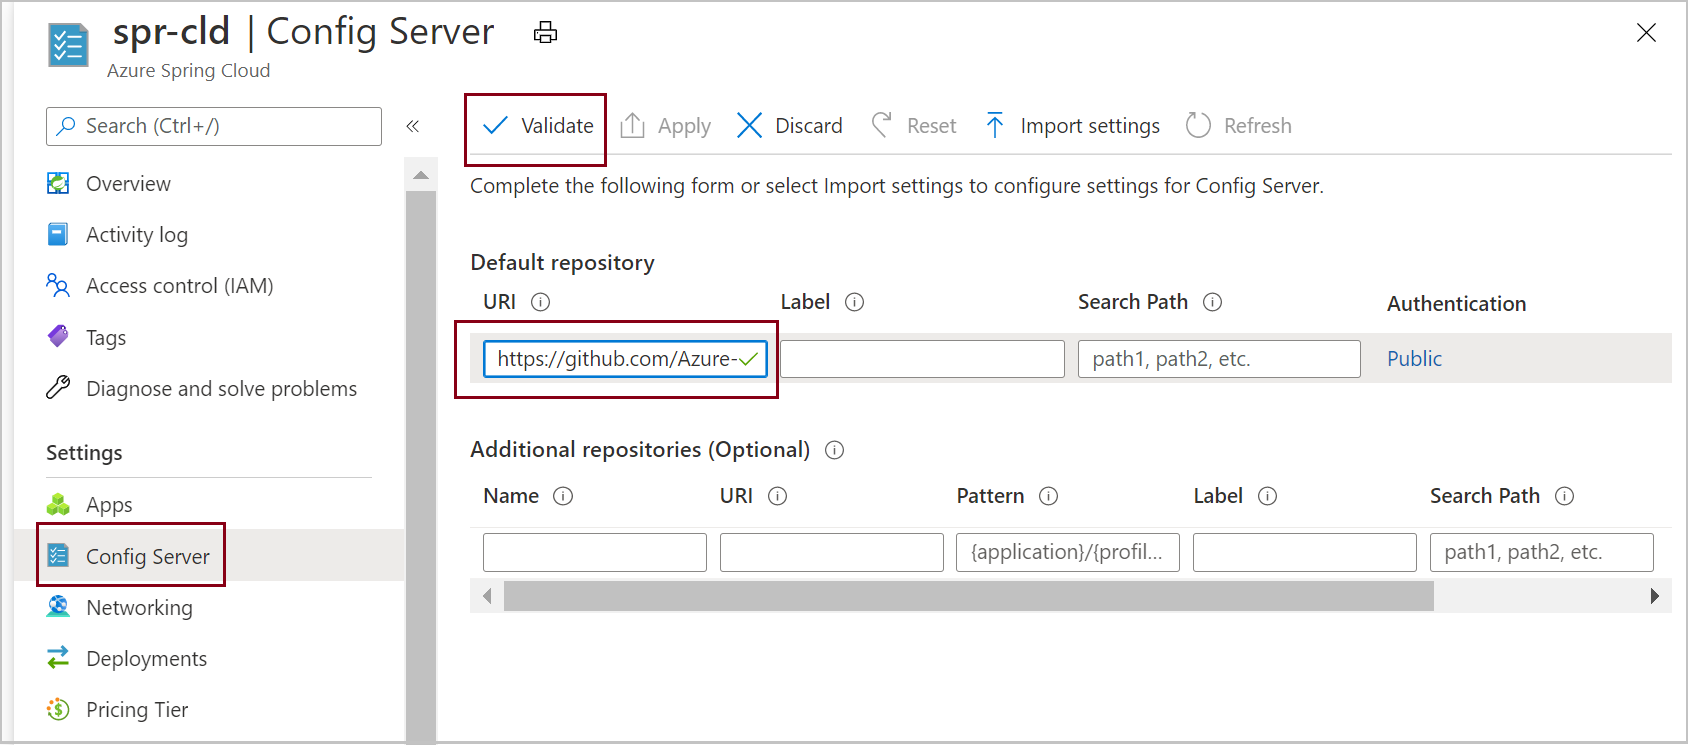 spr-cld | Config Server
Azure Spring Cloud
Search (Ctrl+/)
«
Overview
Activity log
Access control (IAM)
Tags
Diagnose and solve problems
Settings
Apps
Config Server
Networking
Deployments
Pricing Tier
Validate Apply Discard Reset Import settings Refresh
Complete the following form or select Import settings to configure settings for Config Server.
Default repository
URI Label Search Path Authentication
https://github.com/Azure- path1, path2, etc. Public
Additional repositories (Optional)
Name URI Pattern Label Search Path
{application}/{profil... path1, path2, etc.